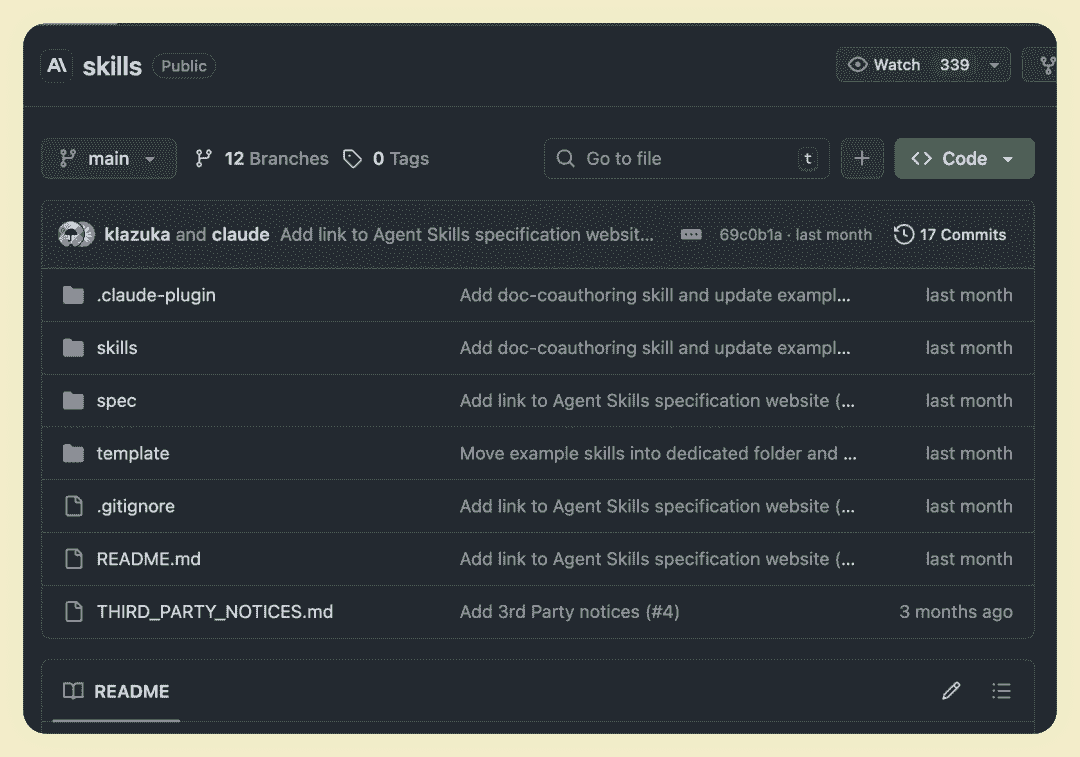 A\ skills Public Watch 339
main 12 Branches 0 Tags Go to file t Code
klazuka and claude Add link to Agent Skills specification websit... 69c0b1a · last month 17 Commits
.claude-plugin Add doc-coauthoring skill and update exampl... last month
skills Add doc-coauthoring skill and update exampl... last month
spec Add link to Agent Skills specification website (... last month
template Move example skills into dedicated folder and ... last month
.gitignore Add link to Agent Skills specification website (... last month
README.md Add link to Agent Skills specification website (... last month
THIRD_PARTY_NOTICES.md Add 3rd Party notices (#4) 3 months ago
README